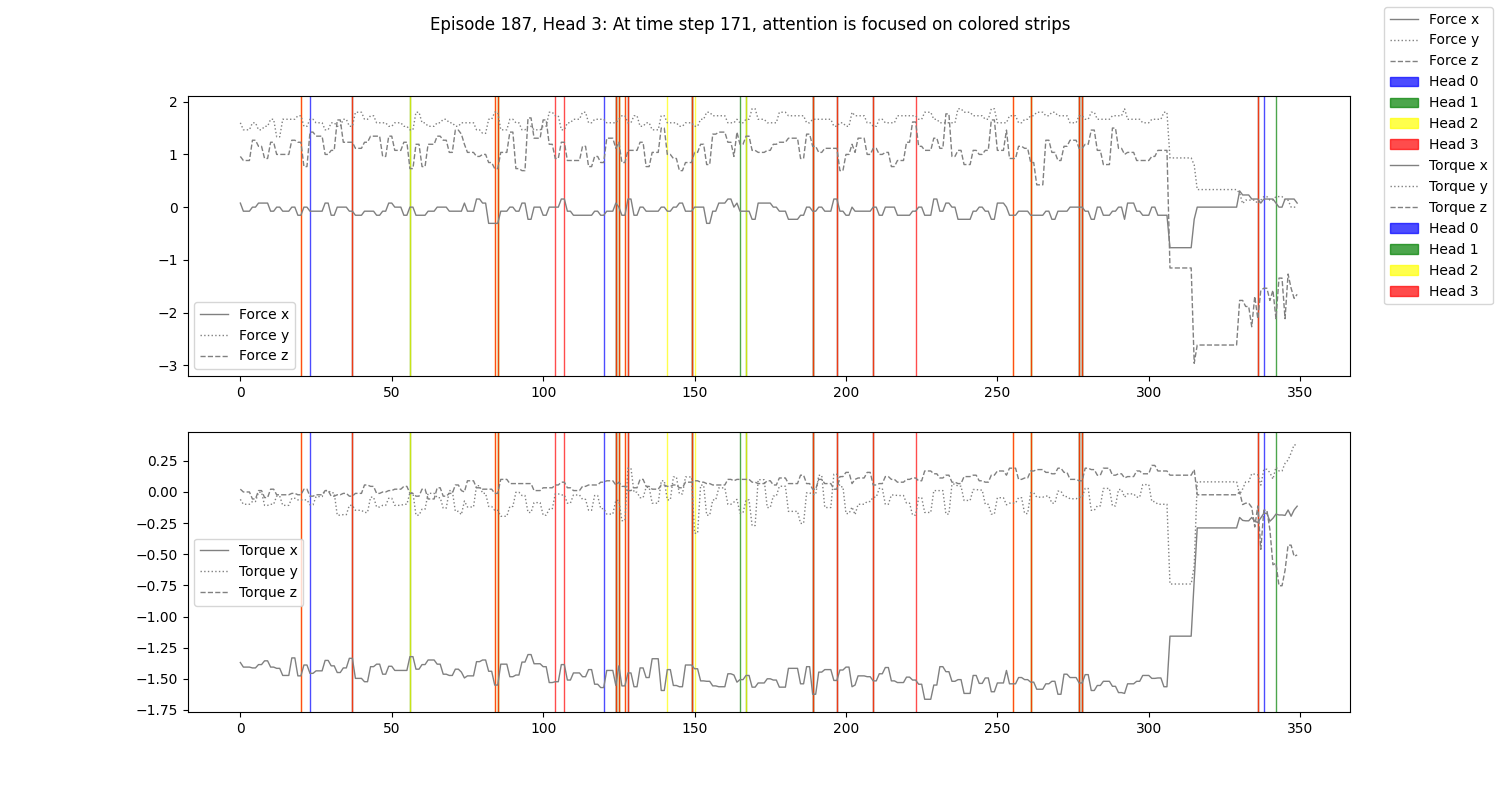 Episode 187, Head 3: At time step 171, attention is focused on colored strips
Force x
Force y
Force z
Head 0
Head 1
Head 2
Head 3
Torque x
Torque y
Torque z
Head 0
Head 1
Head 2
Head 3
2
1
0
−1
−2
−3
Force x
Force y
Force z
0 50 100 150 200 250 300 350
0.25
0.00
−0.25
−0.50
−0.75
−1.00
−1.25
−1.50
−1.75
Torque x
Torque y
Torque z
0 50 100 150 200 250 300 350